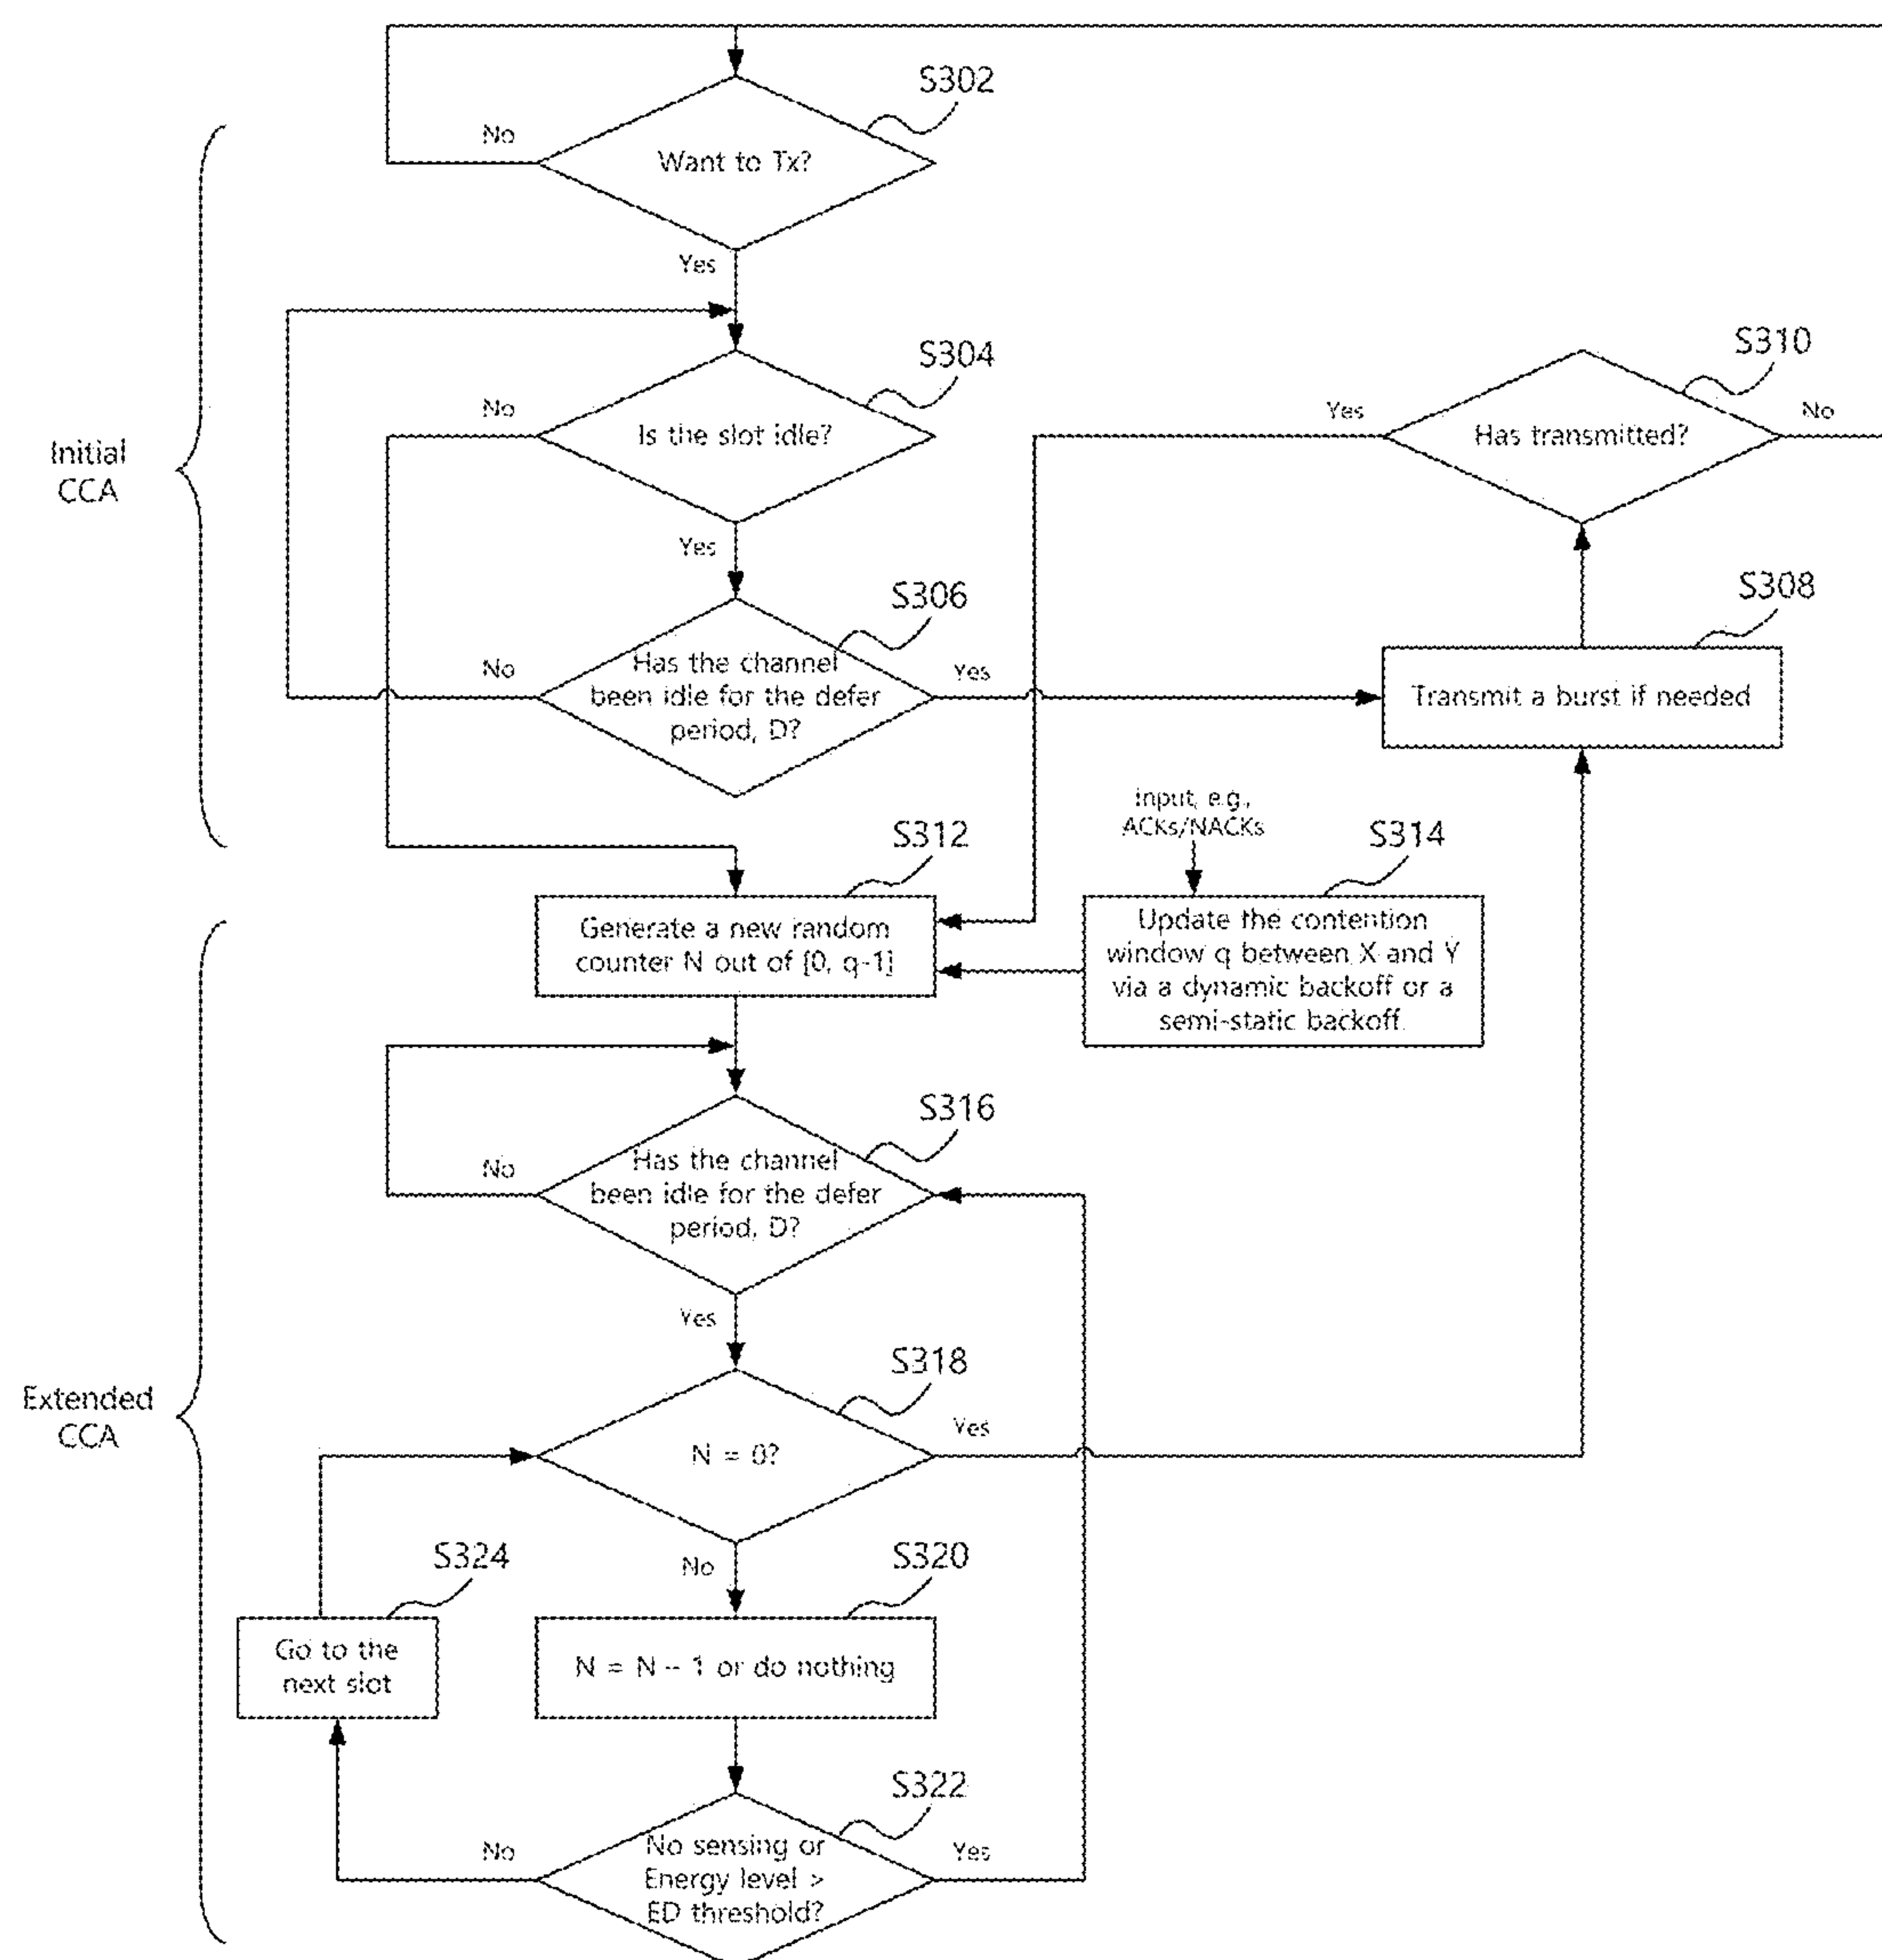 S302
No
Want to Tx?
Yes
S304
No
Is the slot idle?
Yes
S310
Yes
Has transmitted?
No
Initial
CCA
S306
No
Has the channel
been idle for the defer
period, D?
Yes
S308
Transmit a burst if needed
Input, e.g.,
ACKs/NACKs
S312
Generate a new random
counter N out of [0, q-1]
S314
Update the contention
window q between X and Y
via a dynamic backoff or a
semi-static backoff.
S316
No
Has the channel
been idle for the defer
period, D?
Yes
Extended
CCA
S318
N = 0?
Yes
No
S324
Go to the
next slot
S320
N = N - 1 or do nothing
S322
No
No sensing or
Energy level >
ED threshold?
Yes